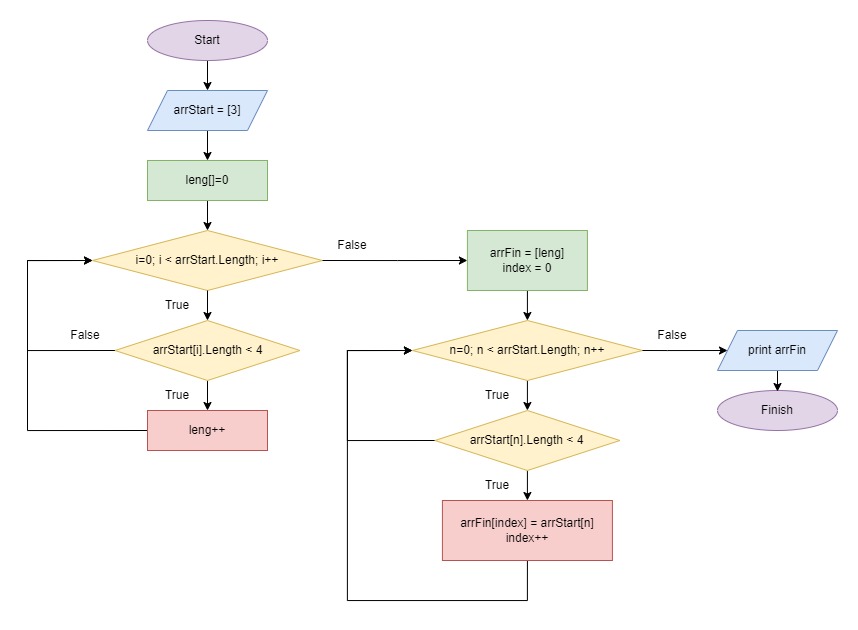 Start
arrStart = [3]
leng[]=0
i=0; i < arrStart.Length; i++
False
True
arrStart[i].Length < 4
False
True
leng++
arrFin = [leng]
index = 0
n=0; n < arrStart.Length; n++
False
True
arrStart[n].Length < 4
True
arrFin[index] = arrStart[n]
index++
print arrFin
Finish